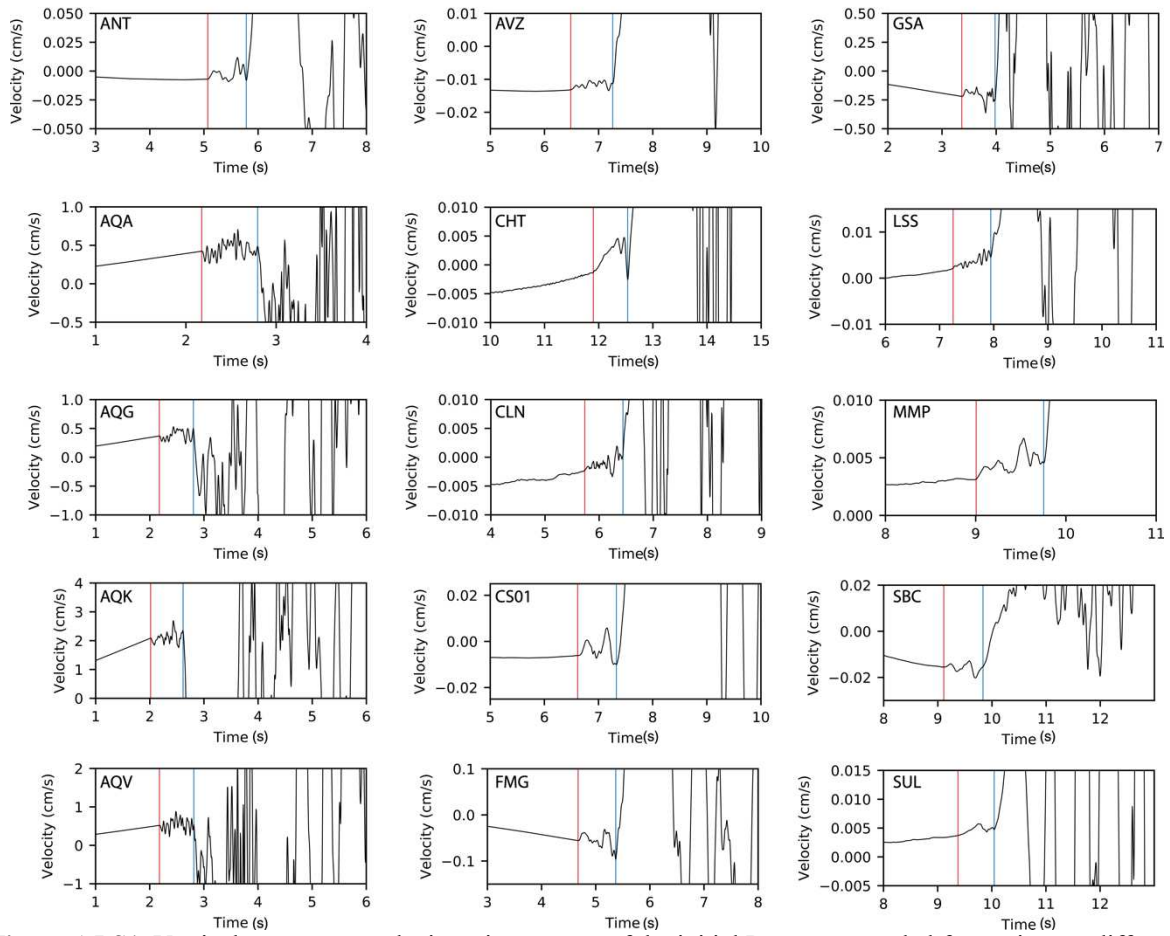 ANT
Velocity (cm/s)
0.050
0.025
0.000
−0.025
−0.050
3 4 5 6 7 8
Time (s)
AVZ
Velocity (cm/s)
0.01
0.00
−0.01
−0.02
5 6 7 8 9 10
Time(s)
GSA
Velocity (cm/s)
0.50
0.25
0.00
−0.25
−0.50
2 3 4 5 6 7
Time (s)
AQA
Velocity (cm/s)
1.0
0.5
0.0
−0.5
1 2 3 4
Time (s)
CHT
Velocity (cm/s)
0.010
0.005
0.000
−0.005
−0.010
10 11 12 13 14 15
Time(s)
LSS
Velocity (cm/s)
0.01
0.00
−0.01
6 7 8 9 10 11
Time (s)
AQG
Velocity (cm/s)
1.0
0.5
0.0
−0.5
−1.0
1 2 3 4 5 6
Time (s)
CLN
Velocity (cm/s)
0.010
0.005
0.000
−0.005
−0.010
4 5 6 7 8 9
Time(s)
MMP
Velocity (cm/s)
0.010
0.005
0.000
8 9 10 11
Time (s)
AQK
Velocity (cm/s)
4
3
2
1
0
1 2 3 4 5 6
Time (s)
CS01
Velocity (cm/s)
0.02
0.00
−0.02
5 6 7 8 9 10
Time(s)
SBC
Velocity (cm/s)
0.02
0.00
−0.02
8 9 10 11 12
Time (s)
AQV
Velocity (cm/s)
2
1
0
−1
1 2 3 4 5 6
Time (s)
FMG
Velocity (cm/s)
0.1
0.0
−0.1
3 4 5 6 7 8
Time(s)
SUL
Velocity (cm/s)
0.015
0.010
0.005
0.000
−0.005
8 9 10 11 12 13
Time (s)